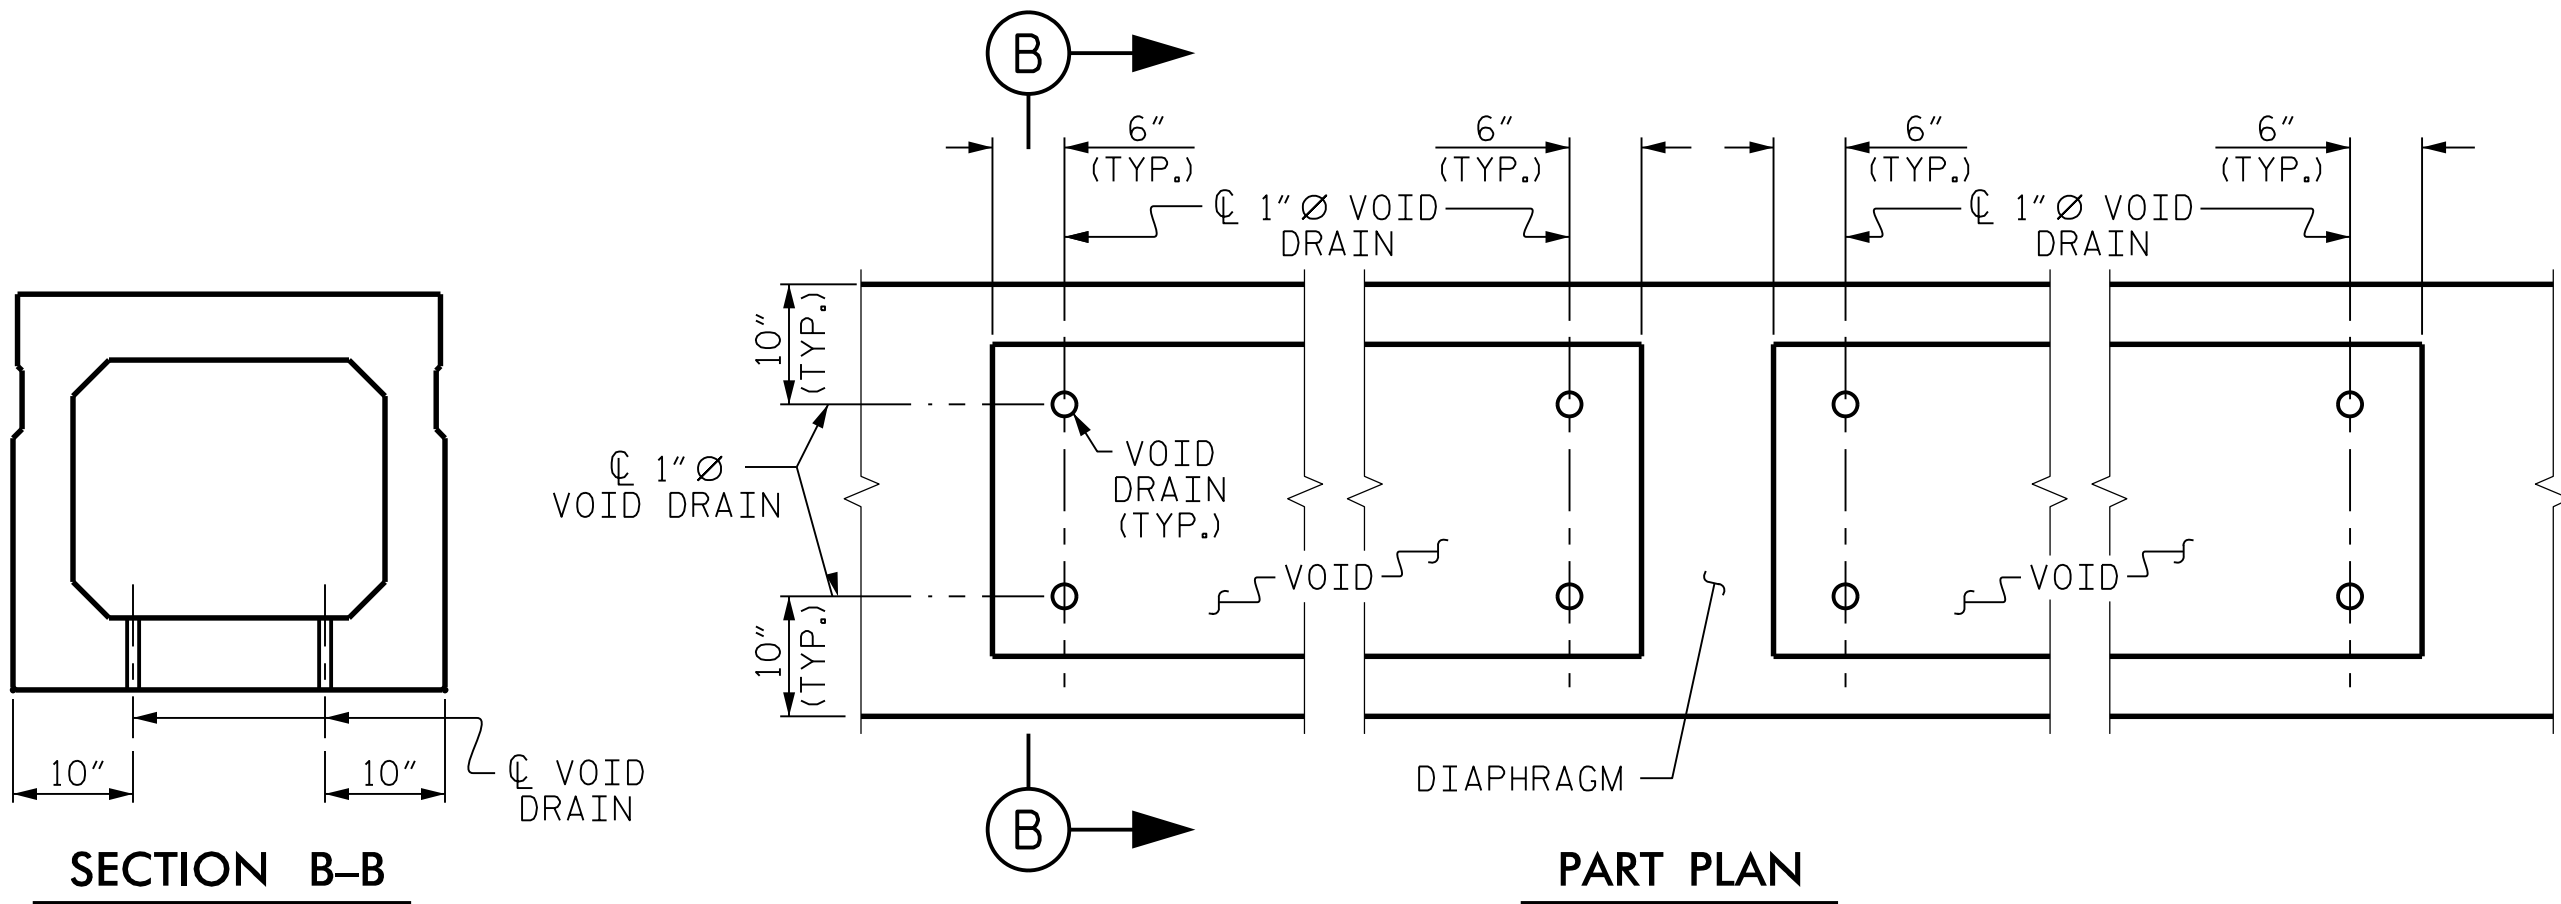 B
6" 6" 6" 6"
(TYP.) (TYP.) (TYP.) (TYP.)
℄ 1"Ø VOID
DRAIN
℄ 1"Ø VOID
DRAIN
10"
(TYP.)
℄ 1"Ø
VOID DRAIN
VOID
DRAIN
(TYP.)
VOID
VOID
10"
(TYP.)
DIAPHRAGM
10"
10"
℄ VOID
DRAIN
B
SECTION B-B
PART PLAN